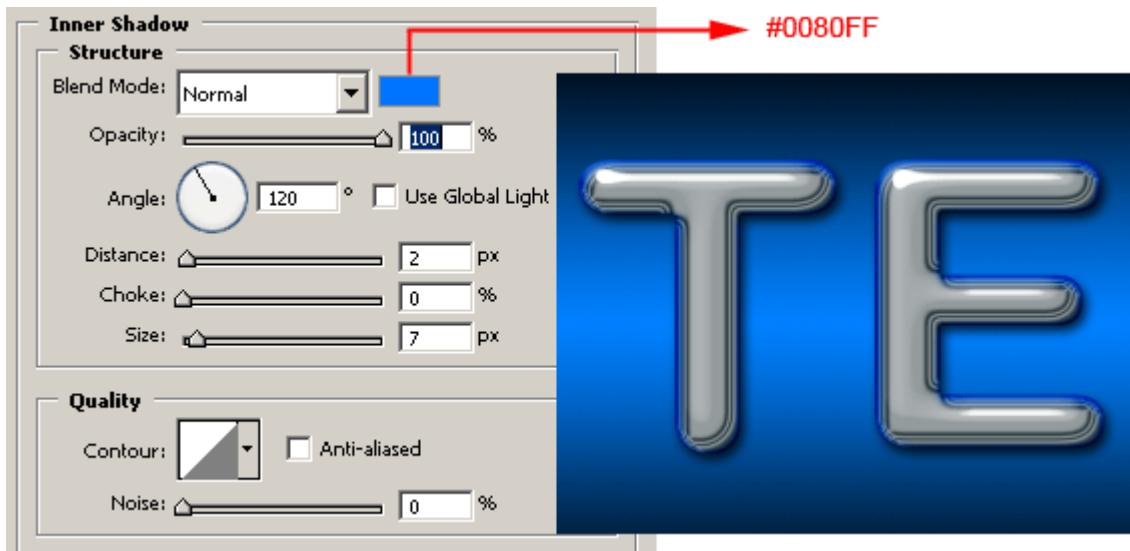 Inner Shadow
#0080FF
Structure
Blend Mode: Normal
Opacity: 100 %
Angle: 120 ° Use Global Light
Distance: 2 px
Choke: 0 %
Size: 7 px
Quality
Contour: Anti-aliased
Noise: 0 %
TE